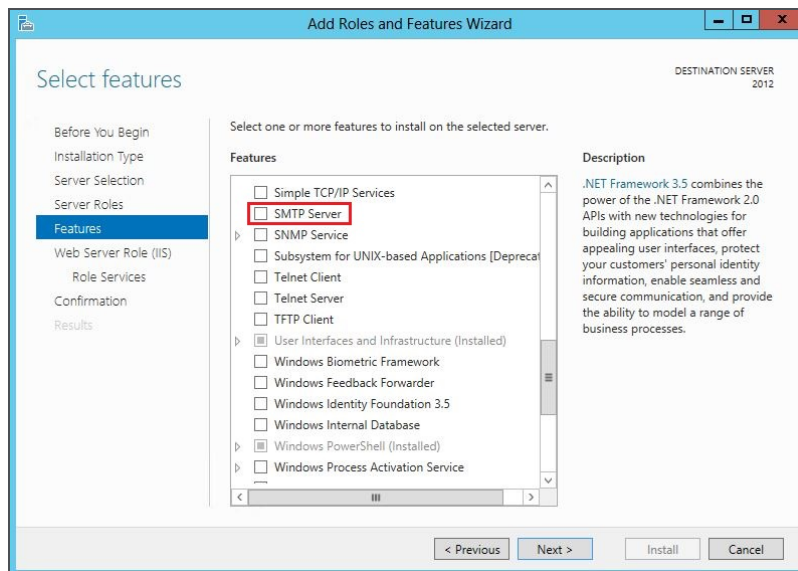 Add Roles and Features Wizard
Select features
DESTINATION SERVER
2012
Before You Begin
Installation Type
Server Selection
Server Roles
Features
Web Server Role (IIS)
Role Services
Confirmation
Results
Select one or more features to install on the selected server.
Features
Simple TCP/IP Services
SMTP Server
SNMP Service
Subsystem for UNIX-based Applications [Deprecat
Telnet Client
Telnet Server
TFTP Client
User Interfaces and Infrastructure (Installed)
Windows Biometric Framework
Windows Feedback Forwarder
Windows Identity Foundation 3.5
Windows Internal Database
Windows PowerShell (Installed)
Windows Process Activation Service
Description
.NET Framework 3.5 combines the
power of the .NET Framework 2.0
APIs with new technologies for
building applications that offer
appealing user interfaces, protect
your customers' personal identity
information, enable seamless and
secure communication, and provide
the ability to model a range of
business processes.
< Previous
Next >
Install
Cancel